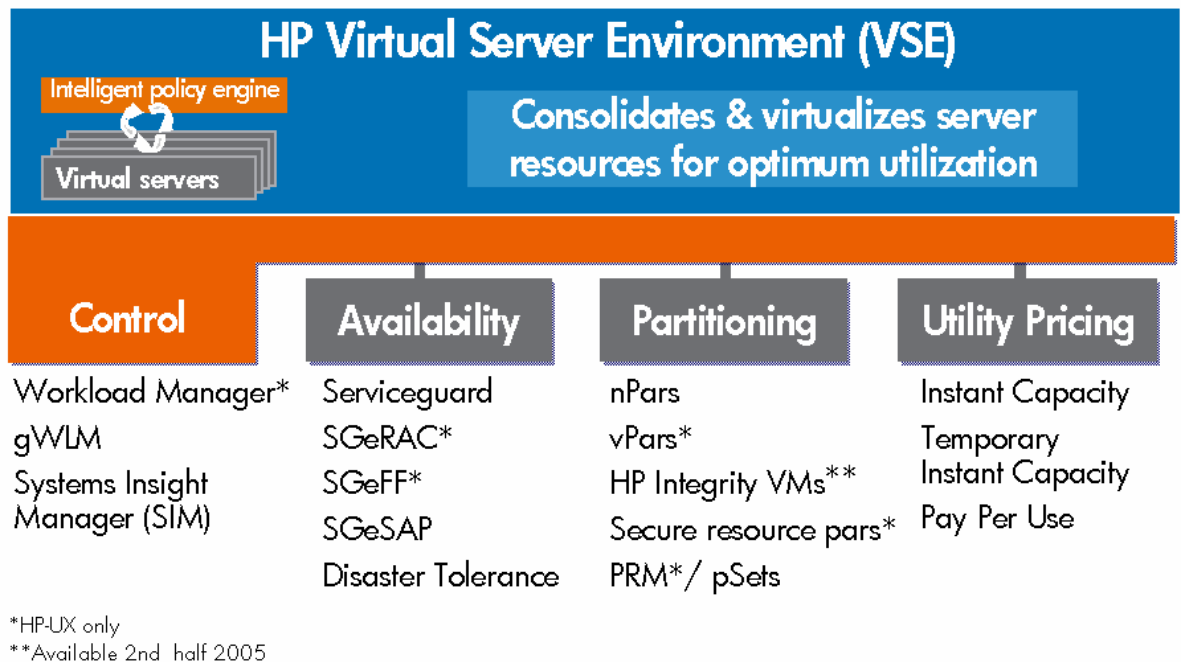 HP Virtual Server Environment (VSE)
Intelligent policy engine
Virtual servers
Consolidates & virtualizes server
resources for optimum utilization
Control
Workload Manager*
gWLM
Systems Insight
Manager (SIM)
Availability
Serviceguard
SGeRAC*
SGeFF*
SGeSAP
Disaster Tolerance
Partitioning
nPars
vPars*
HP Integrity VMs**
Secure resource pars*
PRM*/ pSets
Utility Pricing
Instant Capacity
Temporary
Instant Capacity
Pay Per Use
*HP-UX only
**Available 2nd half 2005